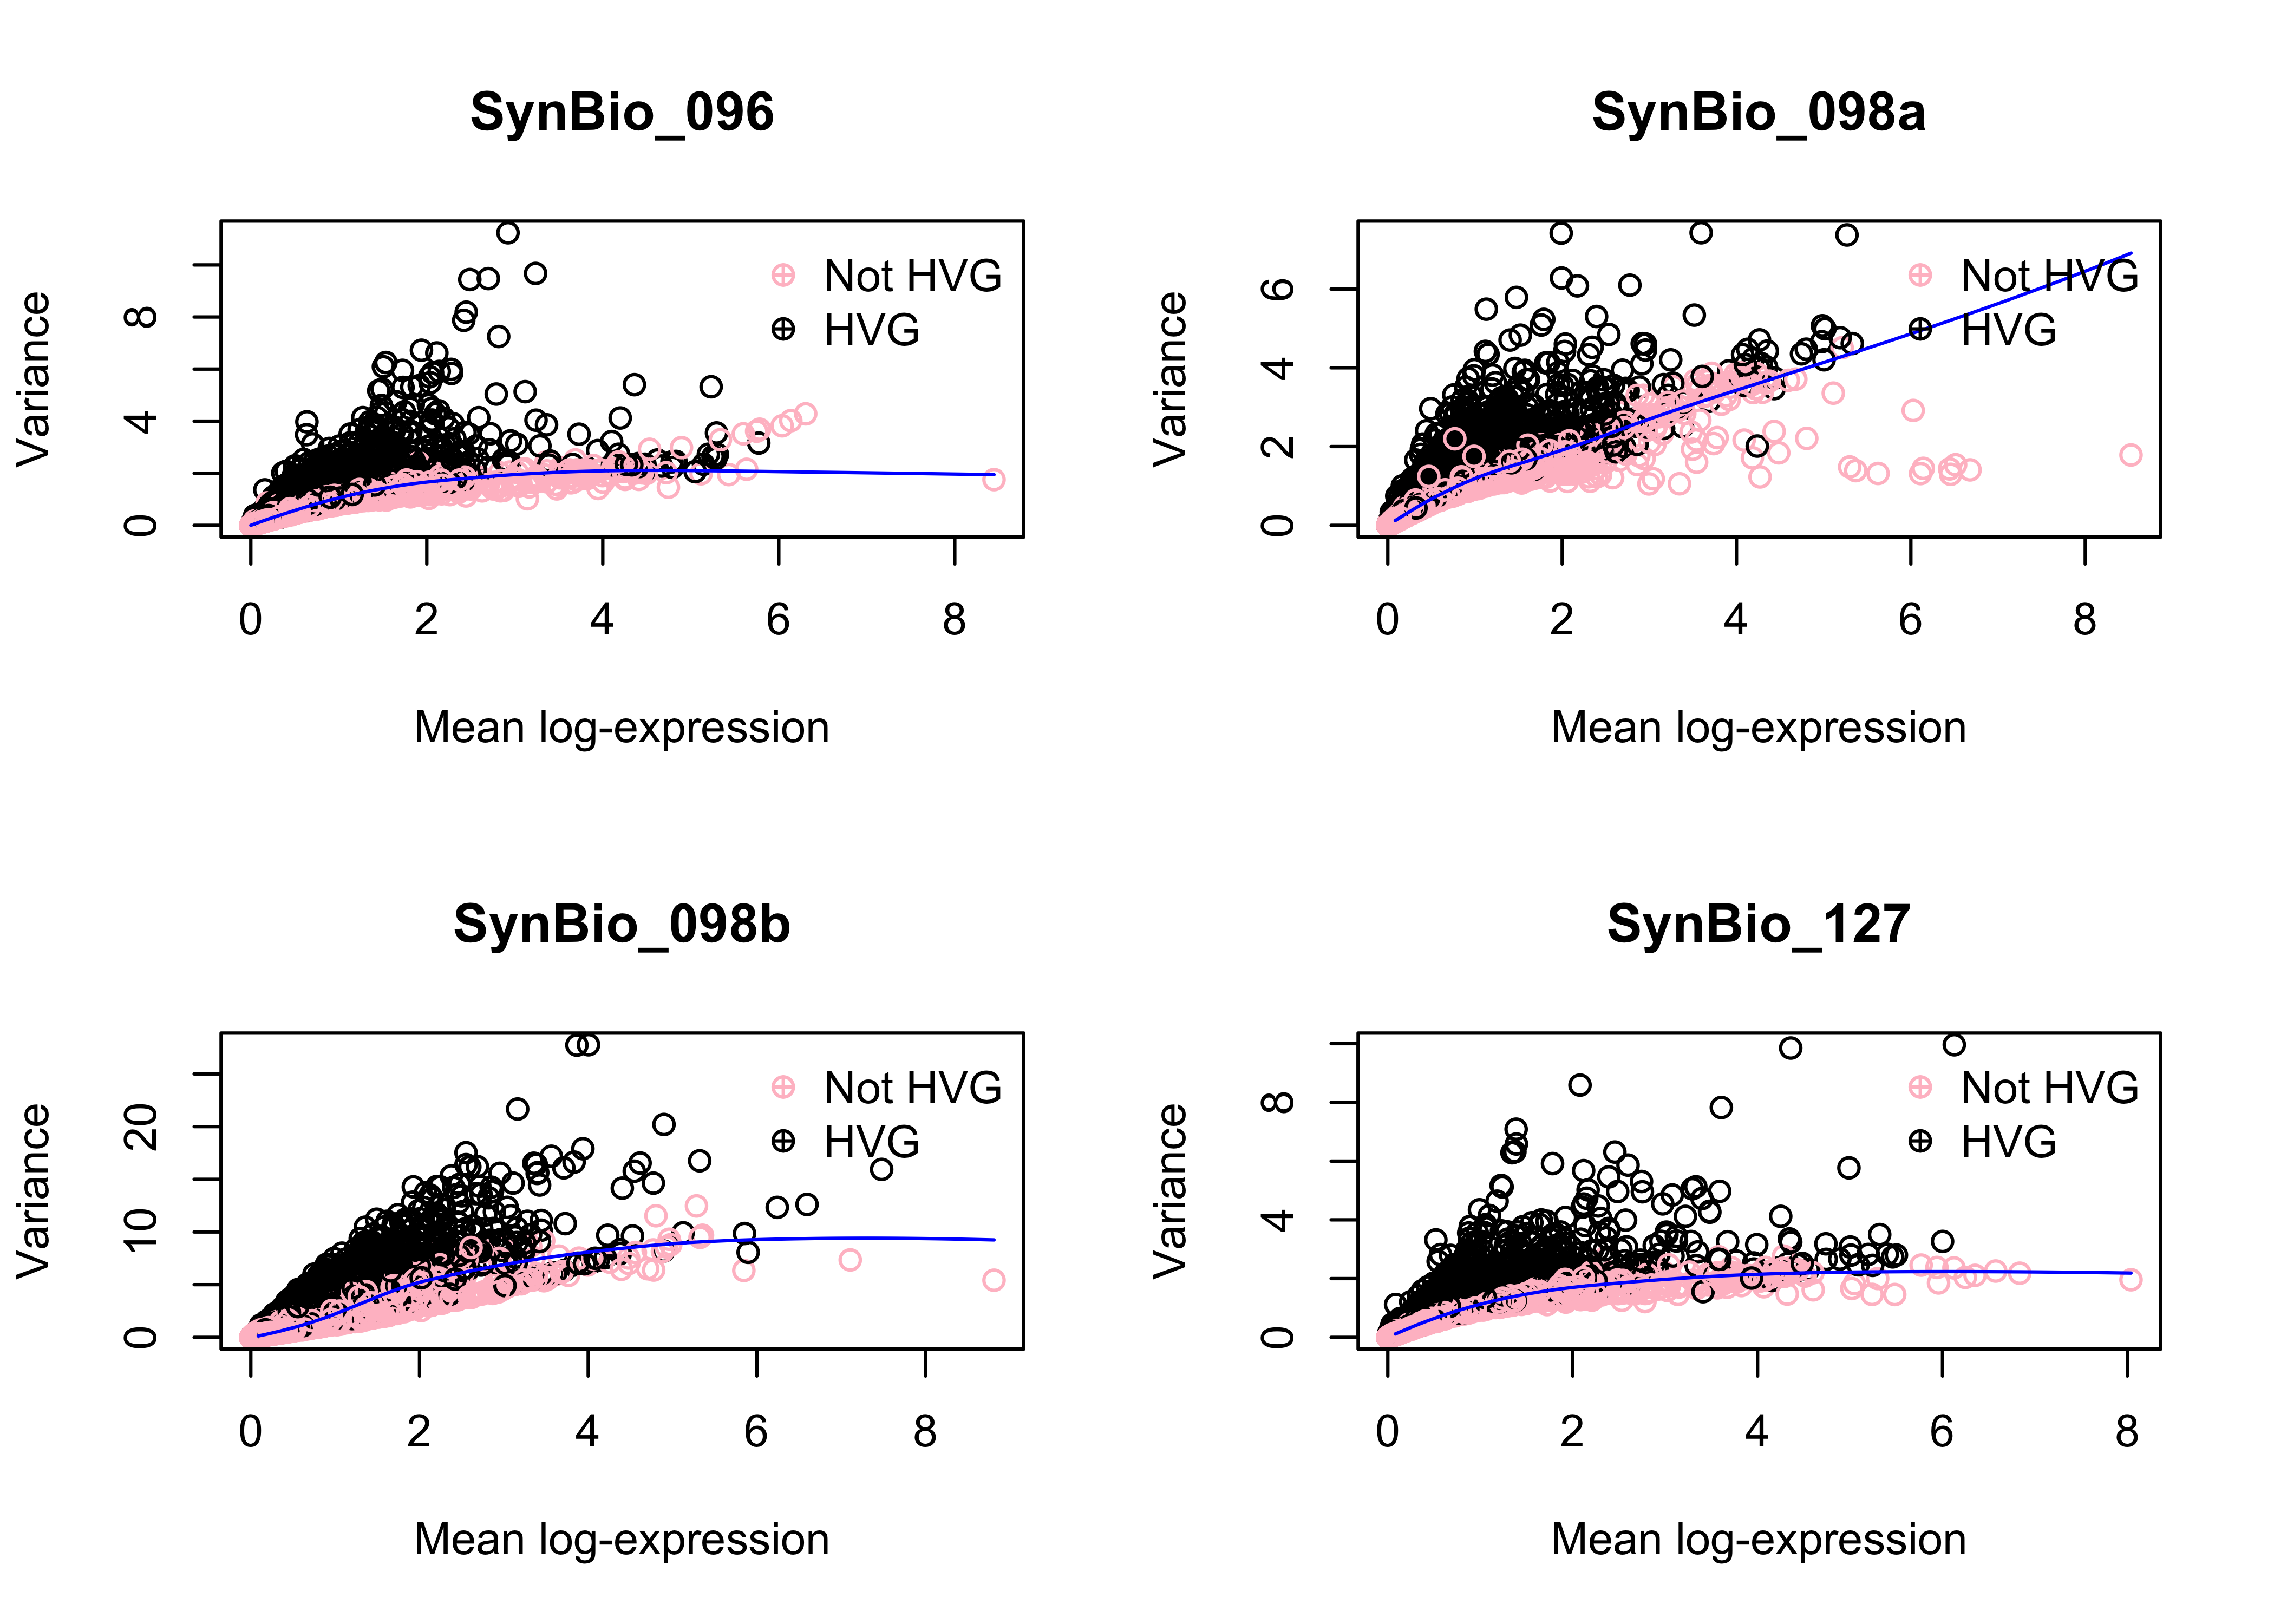 SynBio_096
Variance
0 4 8
Not HVG
HVG
0 2 4 6 8
Mean log-expression
SynBio_098a
Variance
0 2 4 6
Not HVG
HVG
0 2 4 6 8
Mean log-expression
SynBio_098b
Variance
0 10 20
Not HVG
HVG
0 2 4 6 8
Mean log-expression
SynBio_127
Variance
0 4 8
Not HVG
HVG
0 2 4 6 8
Mean log-expression